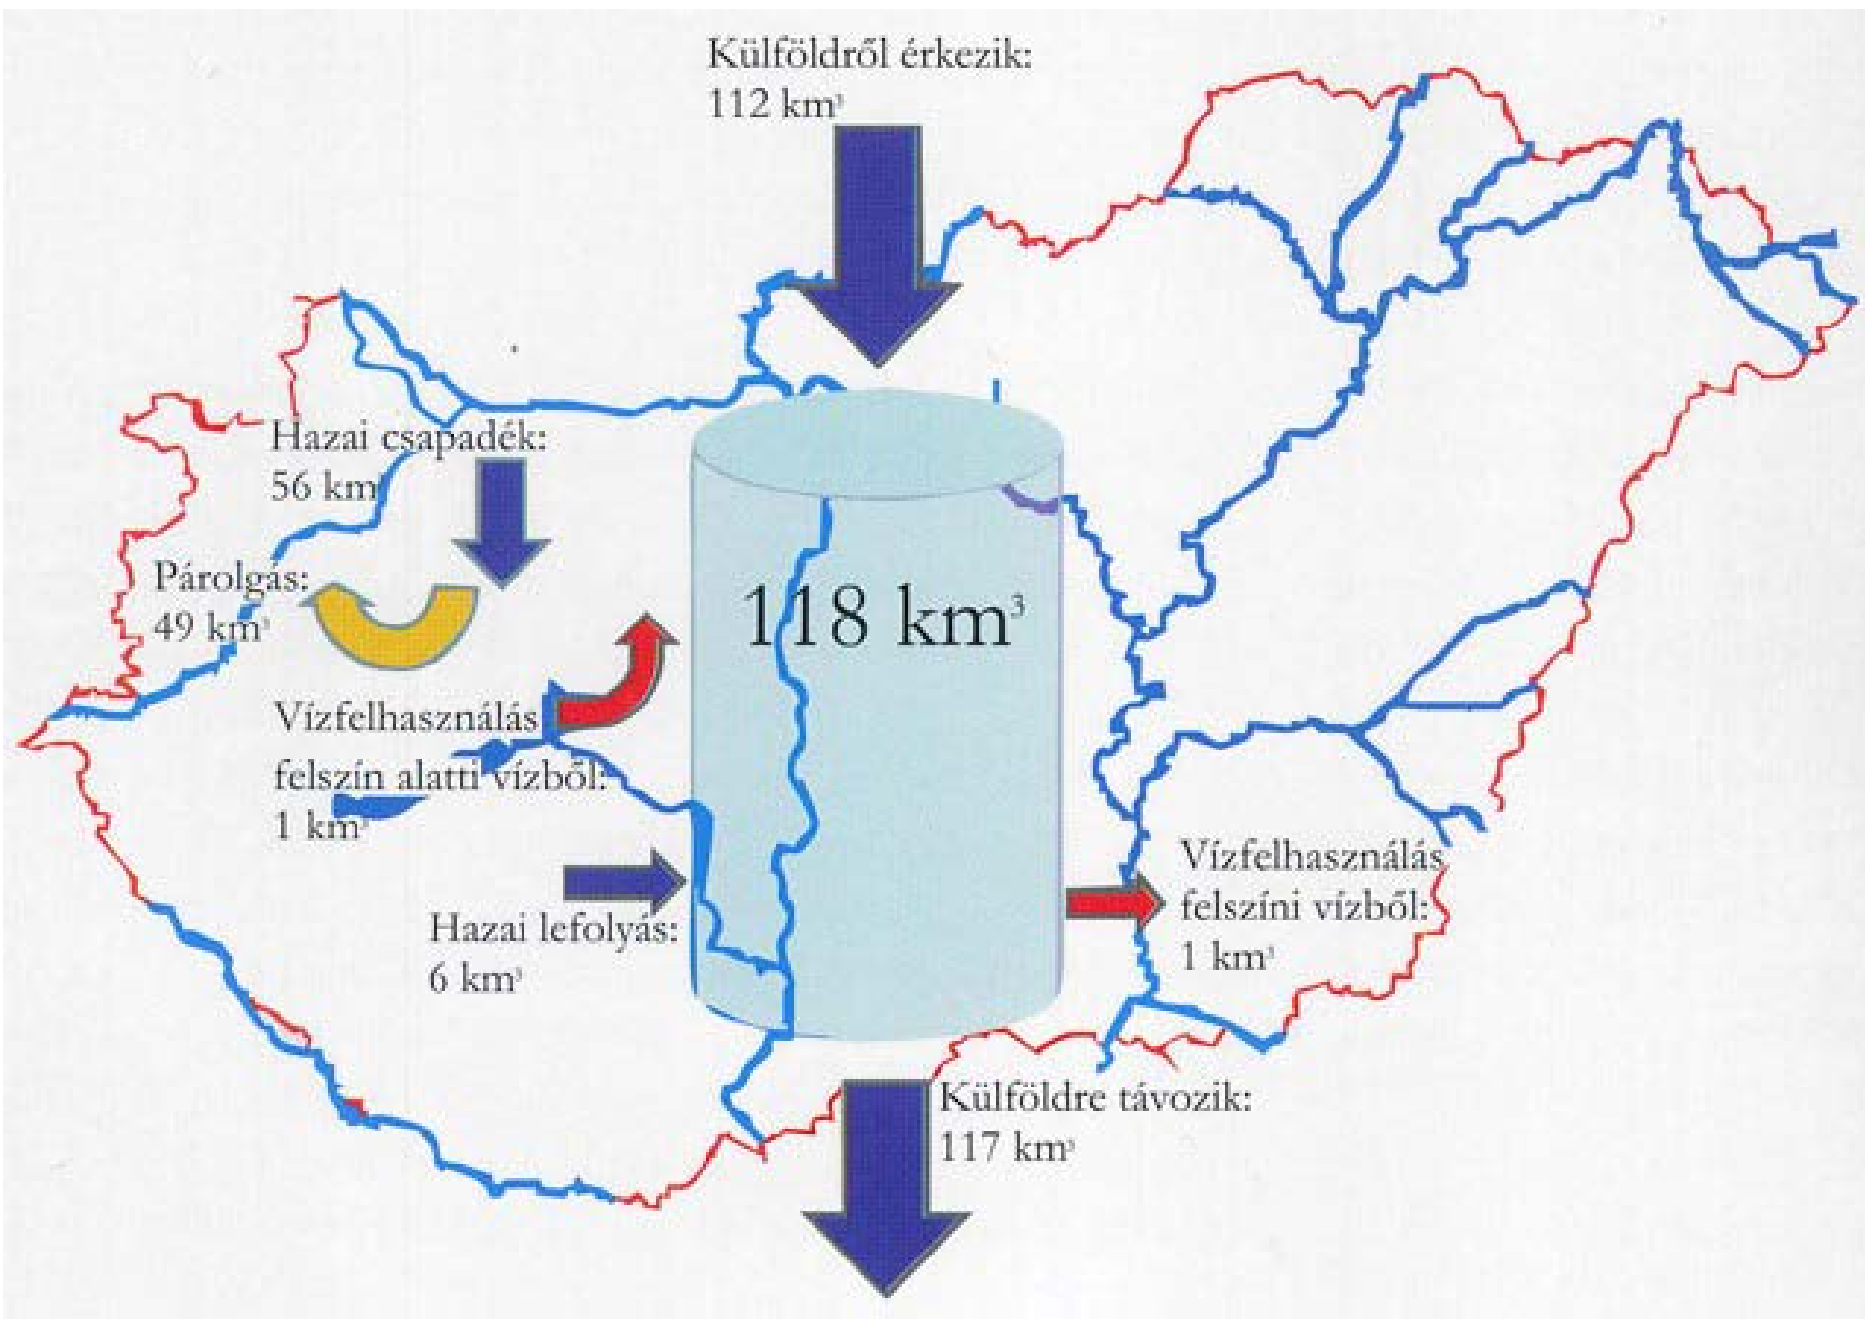 Külföldről érkezik:
112 km³
Hazai csapadék:
56 km
Párolgás:
49 km³
118 km³
Vízfelhasználás
felszín alatti vízből:
1 km³
Hazai lefolyás:
6 km³
Vízfelhasználás
felszíni vízből:
1 km³
Külföldre távozik:
117 km³